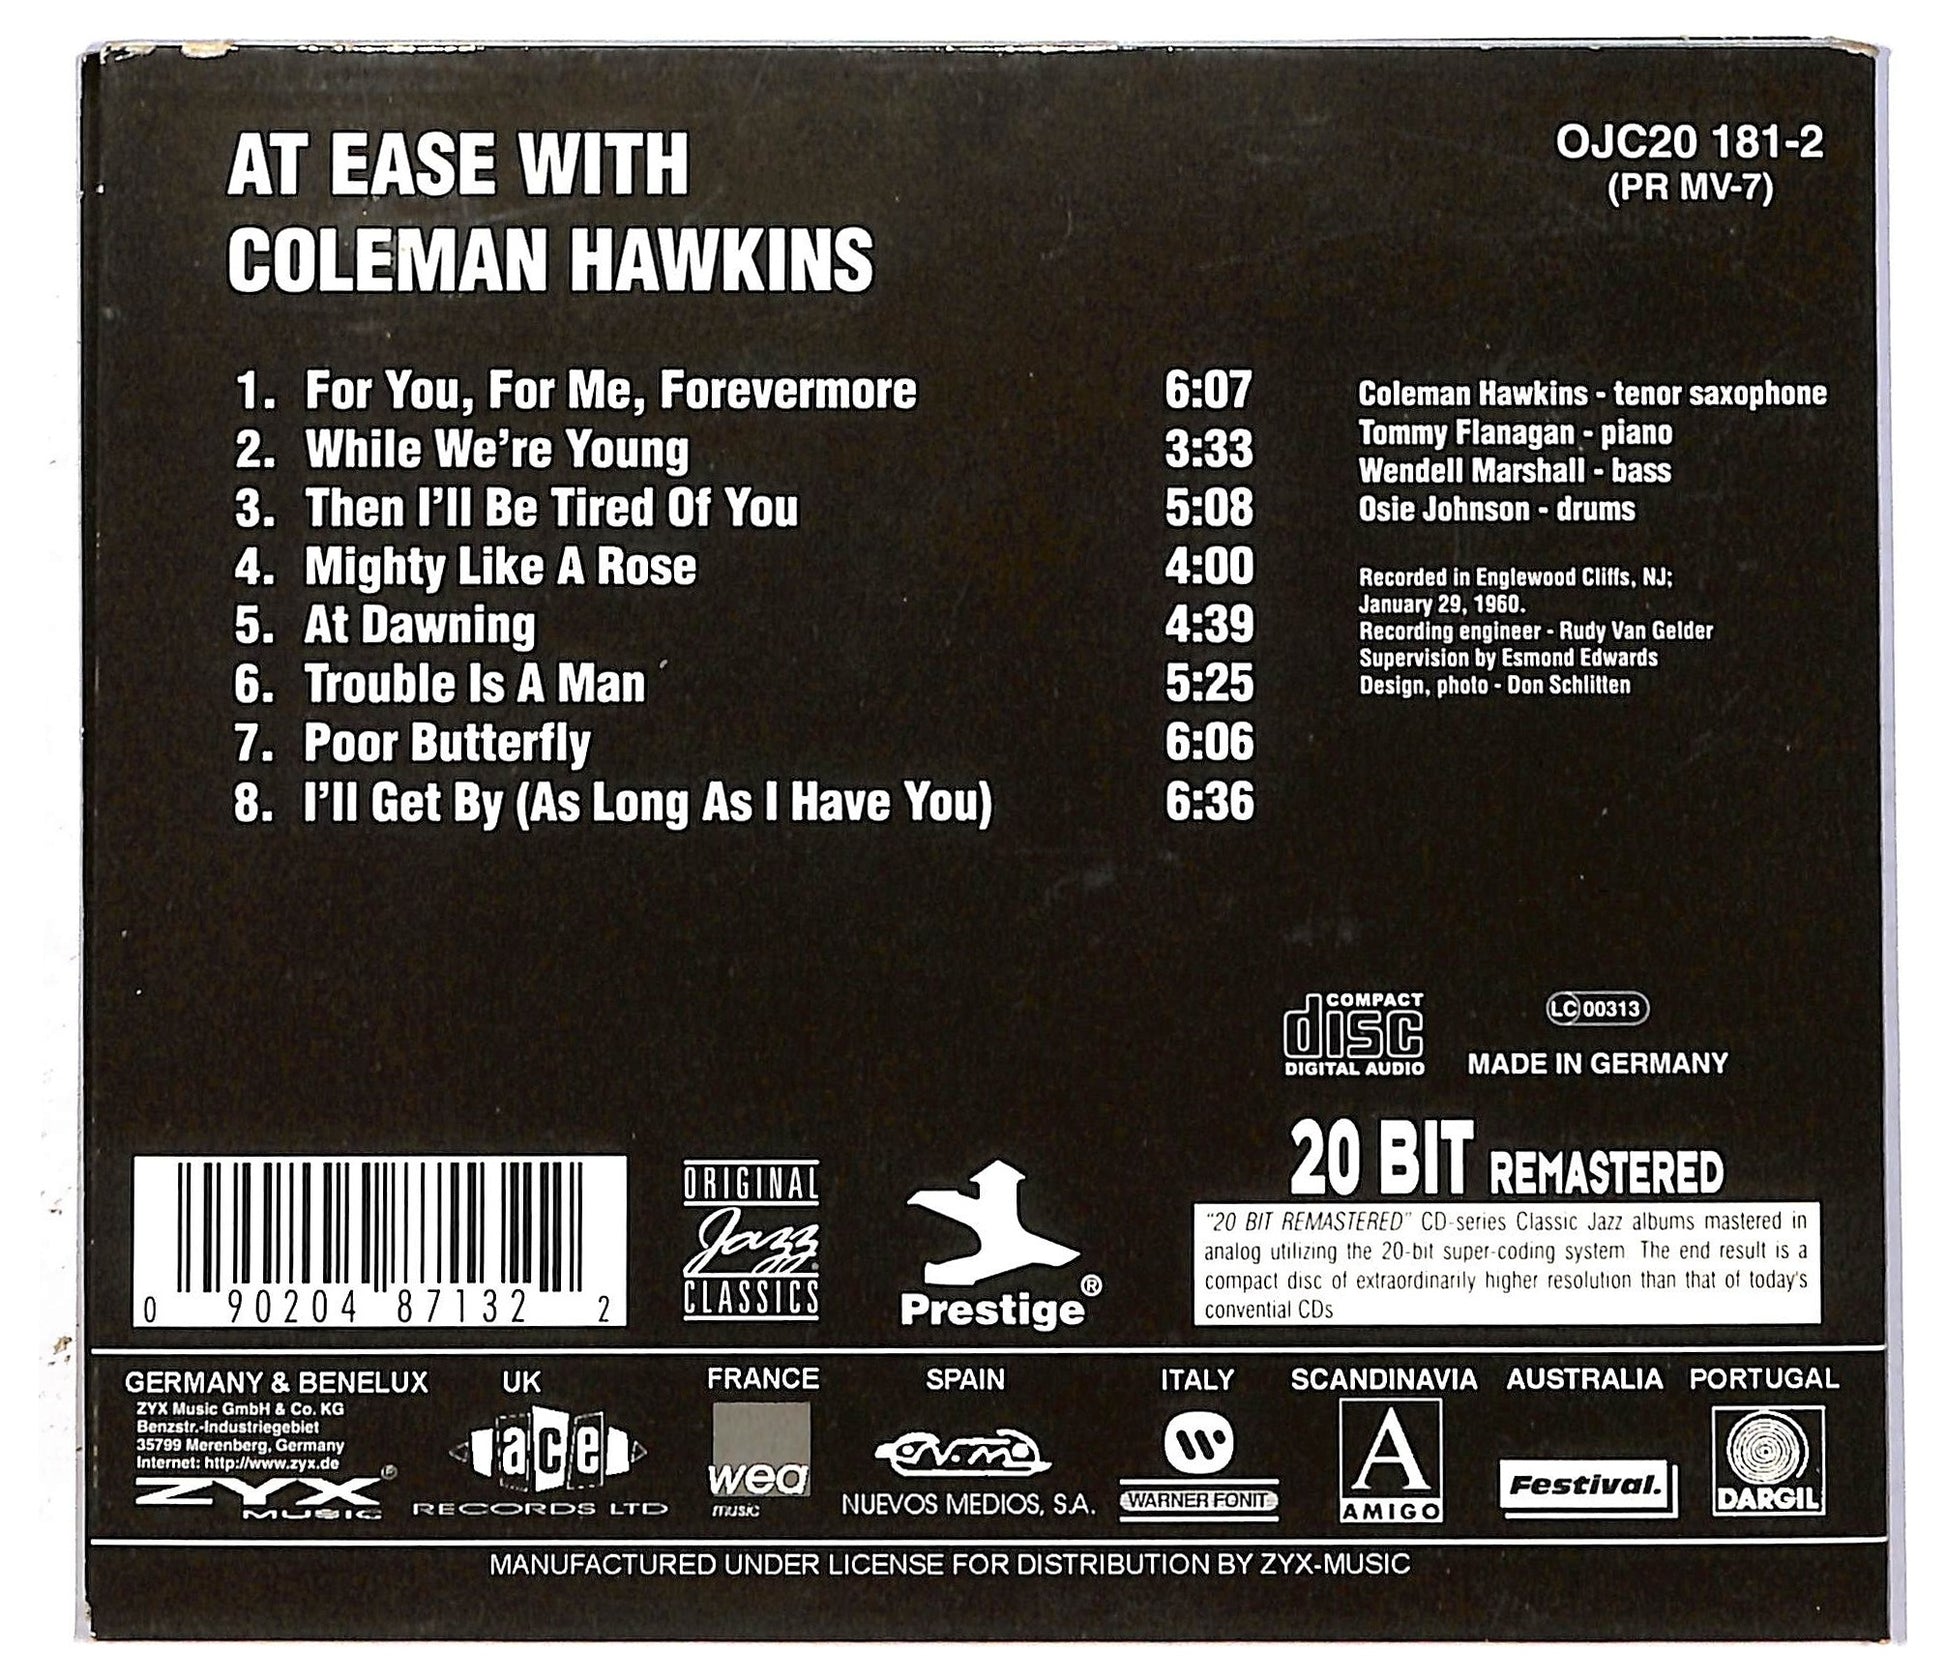 AT EASE WITH
COLEMAN HAWKINS
OJC20 181-2
(PR MV-7)
1. For You, For Me, Forevermore 6:07
2. While We're Young 3:33
3. Then I'll Be Tired Of You 5:08
4. Mighty Like A Rose 4:00
5. At Dawning 4:39
6. Trouble Is A Man 5:25
7. Poor Butterfly 6:06
8. I'll Get By (As Long As I Have You) 6:36
Coleman Hawkins - tenor saxophone
Tommy Flanagan - piano
Wendell Marshall - bass
Osie Johnson - drums
Recorded in Englewood Cliffs, NJ;
January 29, 1960.
Recording engineer - Rudy Van Gelder
Supervision by Esmond Edwards
Design, photo - Don Schlitten
COMPACT
disc
DIGITAL AUDIO
LC 00313
MADE IN GERMANY
0 90204 87132 2
ORIGINAL
Jazz
CLASSICS
Prestige®
20 BIT REMASTERED
"20 BIT REMASTERED" CD-series Classic Jazz albums mastered in
analog utilizing the 20-bit super-coding system The end result is a
compact disc of extraordinarily higher resolution than that of today's
convential CDs
GERMANY & BENELUX
ZYX Music GmbH & Co. KG
Benzstr.-Industriegebiet
35799 Merenberg, Germany
Internet: http://www.zyx.de
ZYX®
MUSIC
UK
ace
RECORDS LTD
FRANCE
wea
music
SPAIN
N.M
NUEVOS MEDIOS, S.A.
ITALY
W
WARNER FONIT
SCANDINAVIA
A
AMIGO
AUSTRALIA
Festival.
PORTUGAL
DARGIL
MANUFACTURED UNDER LICENSE FOR DISTRIBUTION BY ZYX-MUSIC